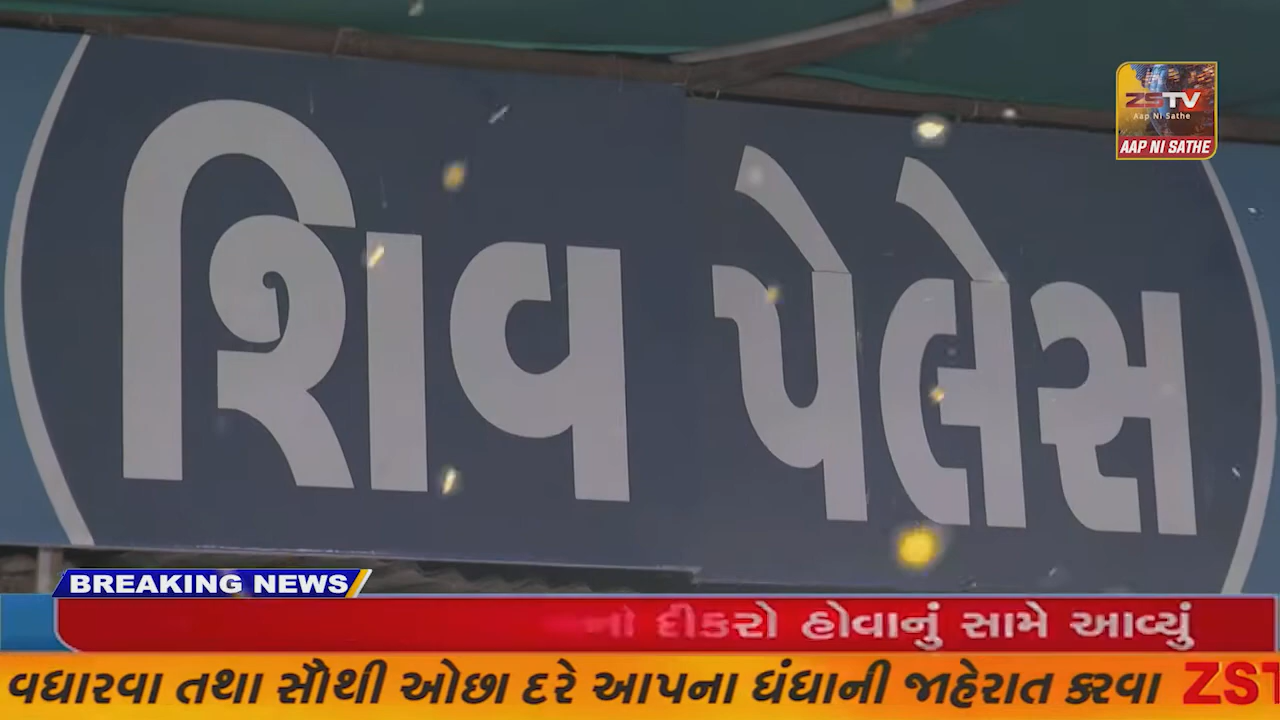 શિવ પેલેસ
ZSTV
Aap Ni Sathe
AAP NI SATHE
BREAKING NEWS
દીકરો હોવાનું સામે આવ્યું
વધારવા તથા સૌથી ઓછા દરે આપના ધંધાની જાહેરાત કરવા ZST